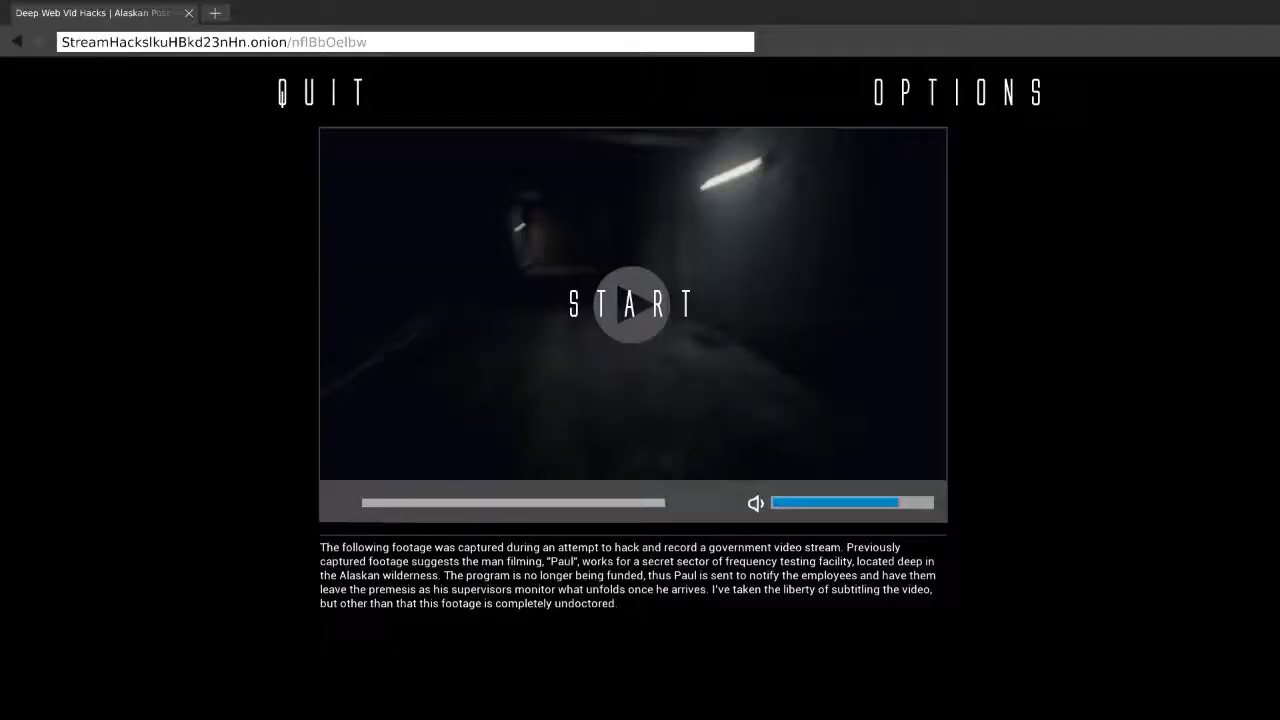 Deep Web Vid Hacks | Alaskan Post
StreamHackslkuHBkd23nHn.onion/nflBbOelbw
QUIT
OPTIONS
START
The following footage was captured during an attempt to hack and record a government video stream. Previously
captured footage suggests the man filming, "Paul", works for a secret sector of frequency testing facility, located deep in
the Alaskan wilderness. The program is no longer being funded, thus Paul is sent to notify the employees and have them
leave the premesis as his supervisors monitor what unfolds once he arrives. I've taken the liberty of subtitling the video,
but other than that this footage is completely undoctored.